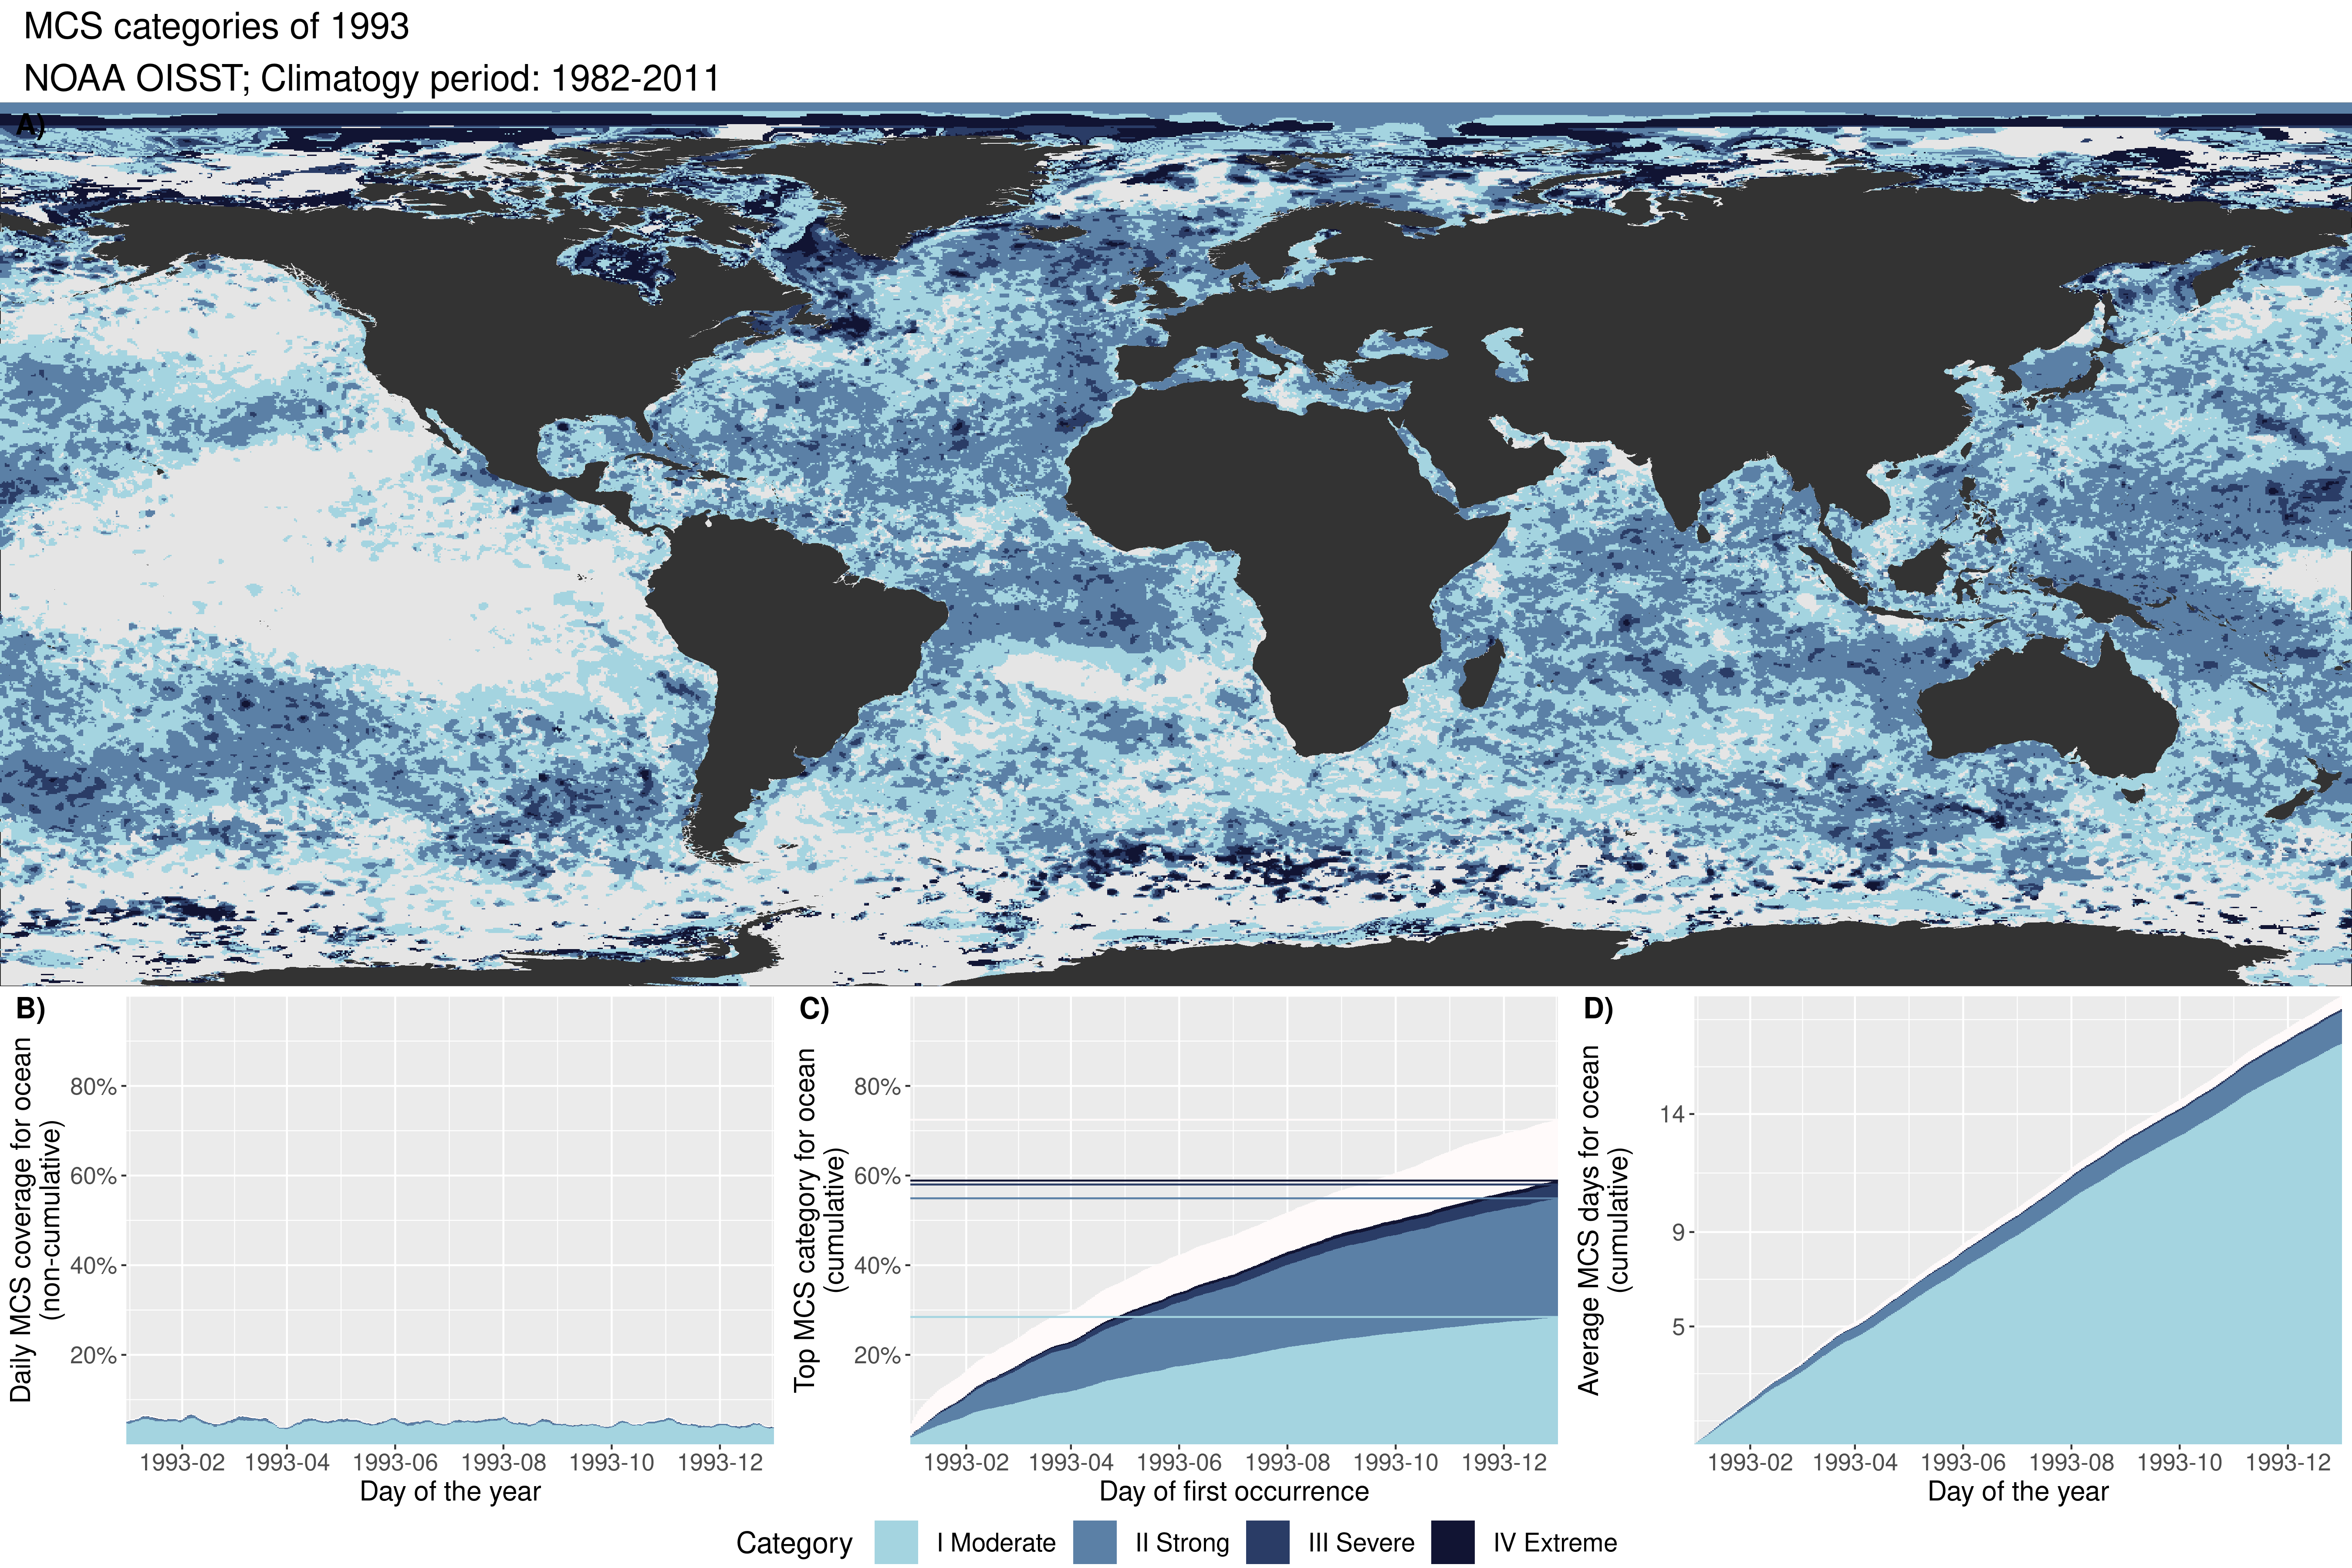 MCS categories of 1993
NOAA OISST; Climatogy period: 1982-2011
A)
B)
Daily MCS coverage for ocean
(non-cumulative)
80%
60%
40%
20%
1993-02 1993-04 1993-06 1993-08 1993-10 1993-12
Day of the year
C)
Top MCS category for ocean
(cumulative)
80%
60%
40%
20%
1993-02 1993-04 1993-06 1993-08 1993-10 1993-12
Day of first occurrence
D)
Average MCS days for ocean
(cumulative)
14
9
5
1993-02 1993-04 1993-06 1993-08 1993-10 1993-12
Day of the year
Category I Moderate II Strong III Severe IV Extreme